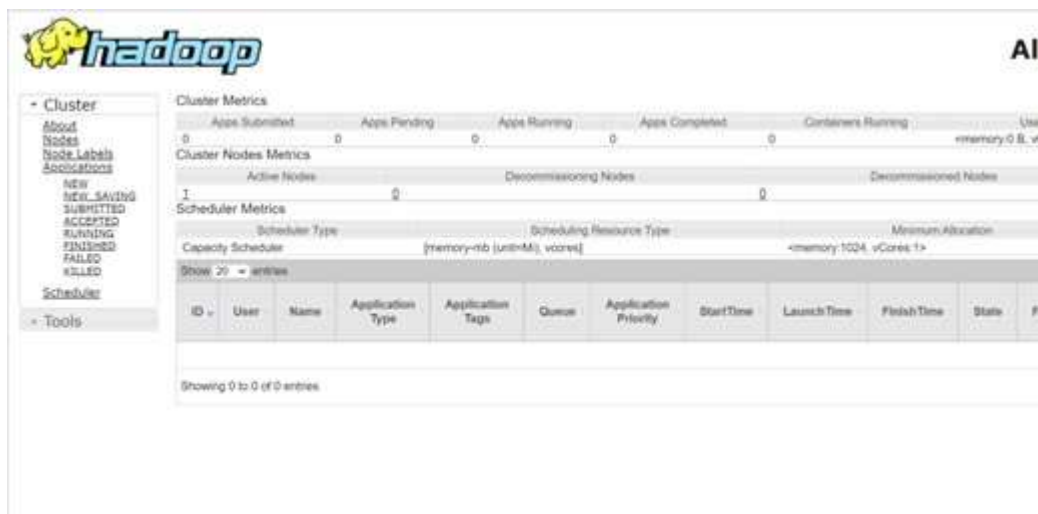 hadoop
Al
Cluster
About
Nodes
Node Labels
Applications
NEW
NEW_SAVING
SUBMITTED
ACCEPTED
RUNNING
FINISHED
FAILED
KILLED
Scheduler
Tools
Cluster Metrics
Apps Submitted Apps Pending Apps Running Apps Completed Containers Running Use
0 0 0 0 0 <memory:0 B, v
Cluster Nodes Metrics
Active Nodes Decommissioning Nodes Decommissioned Nodes
1 0 0
Scheduler Metrics
Scheduler Type Scheduling Resource Type Minimum Allocation
Capacity Scheduler [memory-mb (unit=Mi), vcores] <memory:1024, vCores:1>
Show 20 entries
ID User Name Application Type Application Tags Queue Application Priority StartTime LaunchTime FinishTime State F
Showing 0 to 0 of 0 entries